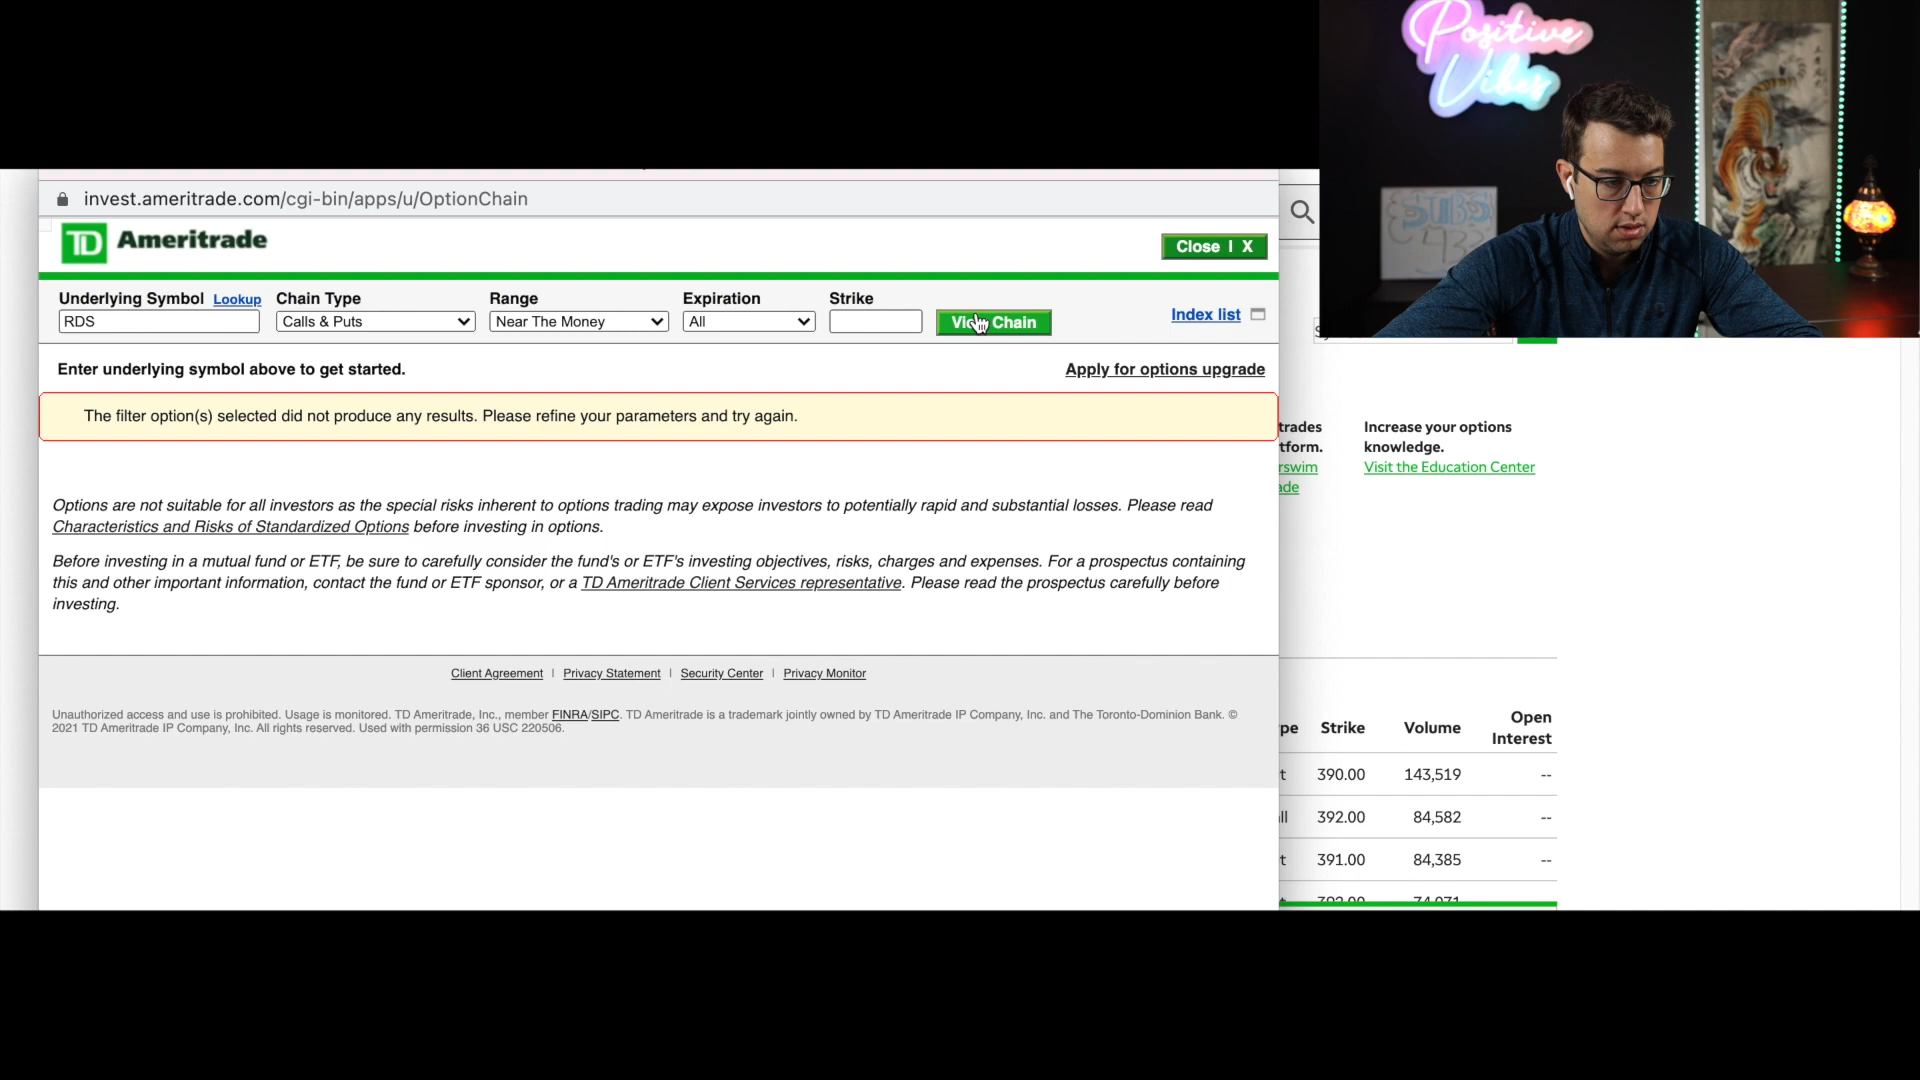 Positive
Vibes
SUBS
invest.ameritrade.com/cgi-bin/apps/u/OptionChain
TD Ameritrade
Close | X
Underlying Symbol Lookup Chain Type Range Expiration Strike
RDS Calls & Puts Near The Money All View Chain
Index list
Enter underlying symbol above to get started. Apply for options upgrade
The filter option(s) selected did not produce any results. Please refine your parameters and try again.
Options are not suitable for all investors as the special risks inherent to options trading may expose investors to potentially rapid and substantial losses. Please read
Characteristics and Risks of Standardized Options before investing in options.
Before investing in a mutual fund or ETF, be sure to carefully consider the fund's or ETF's investing objectives, risks, charges and expenses. For a prospectus containing
this and other important information, contact the fund or ETF sponsor, or a TD Ameritrade Client Services representative. Please read the prospectus carefully before
investing.
Client Agreement | Privacy Statement | Security Center | Privacy Monitor
Unauthorized access and use is prohibited. Usage is monitored. TD Ameritrade, Inc., member FINRA/SIPC. TD Ameritrade is a trademark jointly owned by TD Ameritrade IP Company, Inc. and The Toronto-Dominion Bank. ©
2021 TD Ameritrade IP Company, Inc. All rights reserved. Used with permission 36 USC 220506.
trades
tform.
rswim
ade
Increase your options
knowledge.
Visit the Education Center
pe Strike Volume Open
Interest
t 390.00 143,519 --
ll 392.00 84,582 --
t 391.00 84,385 --